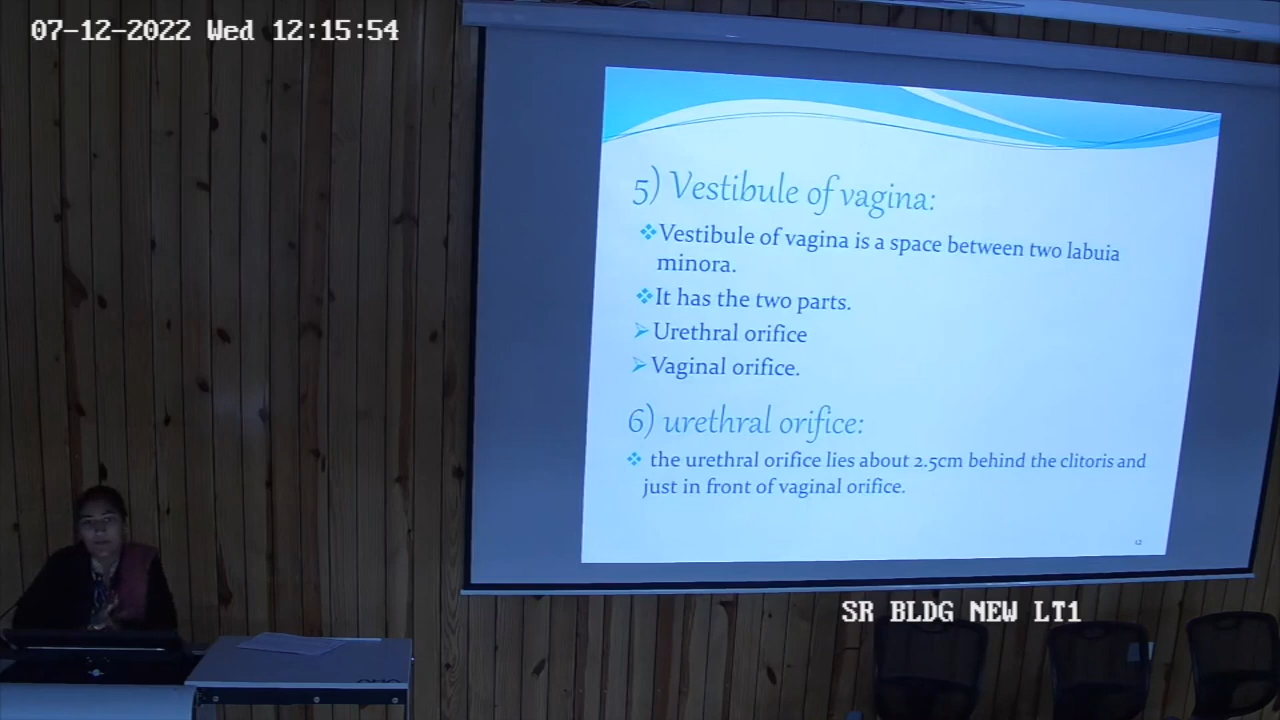 07-12-2022 Wed 12:15:54
5) Vestibule of vagina:
Vestibule of vagina is a space between two labuia
minora.
It has the two parts.
Urethral orifice
Vaginal orifice.
6) urethral orifice:
the urethral orifice lies about 2.5cm behind the clitoris and
just in front of vaginal orifice.
12
SR BLDG NEW LT1